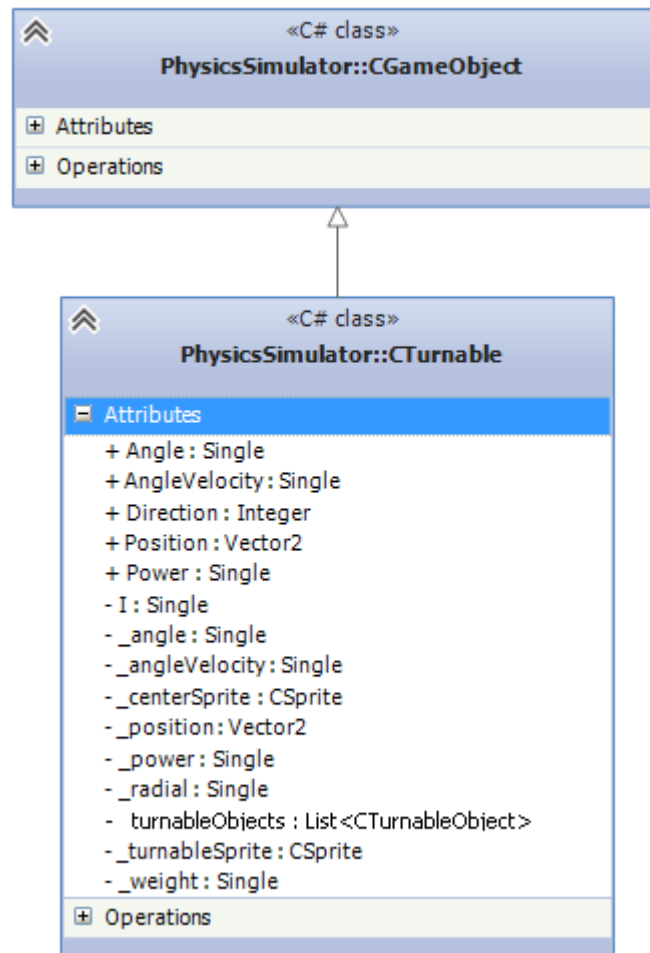 «C# class»
PhysicsSimulator::CGameObject
Attributes
Operations
«C# class»
PhysicsSimulator::CTurnable
Attributes
+ Angle : Single
+ AngleVelocity : Single
+ Direction : Integer
+ Position : Vector2
+ Power : Single
- I : Single
- _angle : Single
- _angleVelocity : Single
- _centerSprite : CSprite
- _position : Vector2
- _power : Single
- _radial : Single
- turnableObjects : List<CTurnableObject>
- _turnableSprite : CSprite
- _weight : Single
Operations